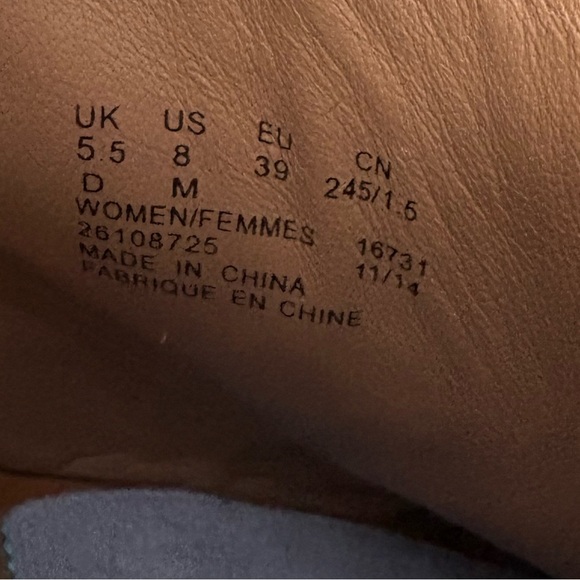 UK US EU CN
5.5 8 39 245/1.5
D M
WOMEN/FEMMES 16731
26108725 11/14
MADE IN CHINA
FABRIQUE EN CHINE